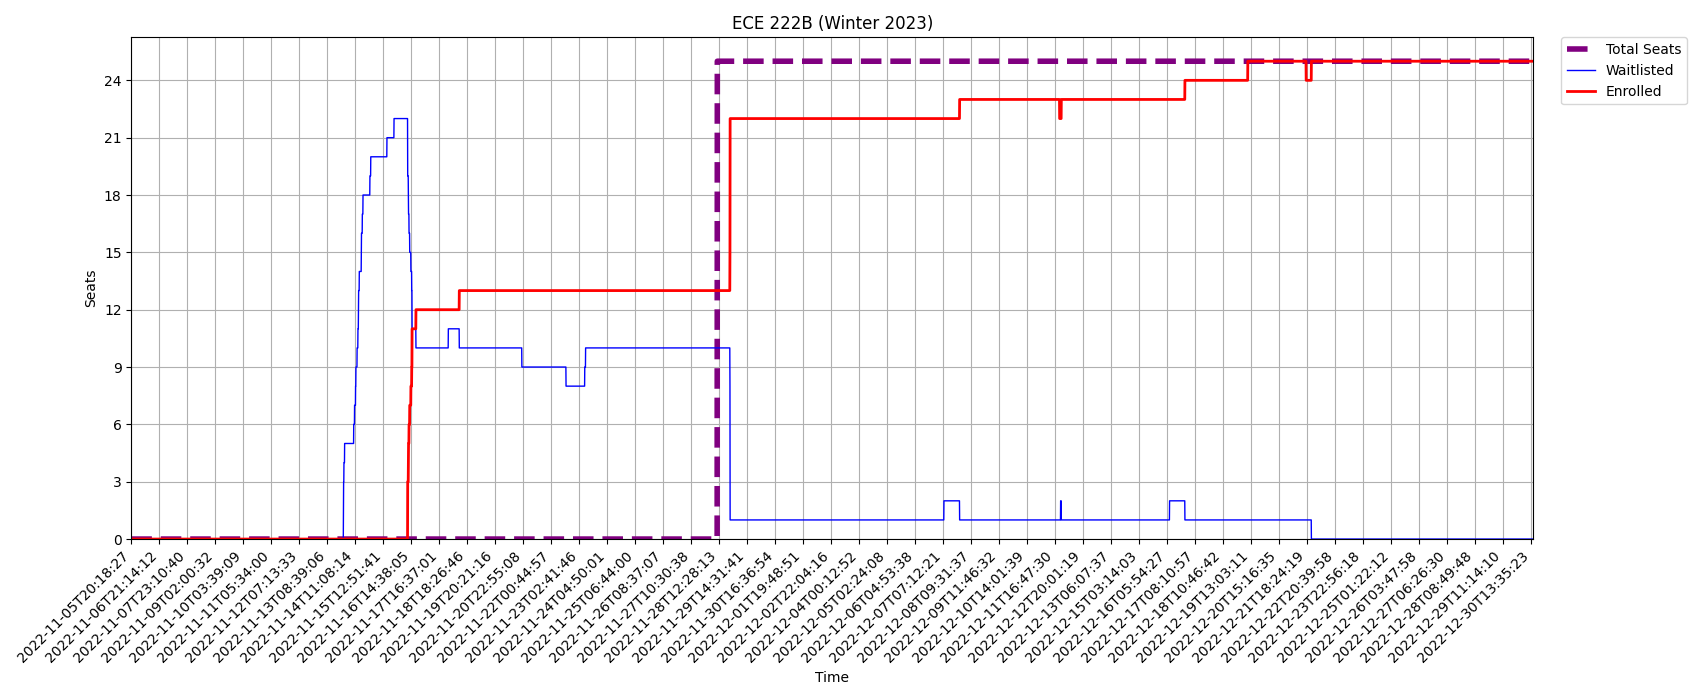 ECE 222B (Winter 2023)
Total Seats
Waitlisted
Enrolled
Seats
24
21
18
15
12
9
6
3
0
2022-11-05T20:18:27
2022-11-06T21:14:12
2022-11-07T23:10:40
2022-11-09T02:00:32
2022-11-10T03:39:09
2022-11-11T05:34:00
2022-11-12T07:13:33
2022-11-13T08:39:06
2022-11-14T11:08:14
2022-11-15T12:51:41
2022-11-16T14:38:05
2022-11-17T16:37:01
2022-11-18T18:26:46
2022-11-19T20:21:16
2022-11-20T22:55:08
2022-11-22T00:44:57
2022-11-23T02:41:46
2022-11-24T04:50:01
2022-11-25T06:44:00
2022-11-26T08:37:07
2022-11-27T10:30:38
2022-11-28T12:28:13
2022-11-29T14:31:41
2022-11-30T16:36:54
2022-12-01T19:48:51
2022-12-02T22:04:16
2022-12-04T00:12:52
2022-12-05T02:24:08
2022-12-06T04:53:38
2022-12-07T07:12:21
2022-12-08T09:31:37
2022-12-09T11:46:32
2022-12-10T14:01:39
2022-12-11T16:47:30
2022-12-12T20:01:19
2022-12-13T06:07:37
2022-12-15T03:14:03
2022-12-16T05:54:27
2022-12-17T08:10:57
2022-12-18T10:46:42
2022-12-19T13:03:11
2022-12-20T15:16:35
2022-12-21T18:24:19
2022-12-22T20:39:58
2022-12-23T22:56:18
2022-12-25T01:22:12
2022-12-26T03:47:58
2022-12-27T06:26:30
2022-12-28T08:49:48
2022-12-29T11:14:10
2022-12-30T13:35:23
Time